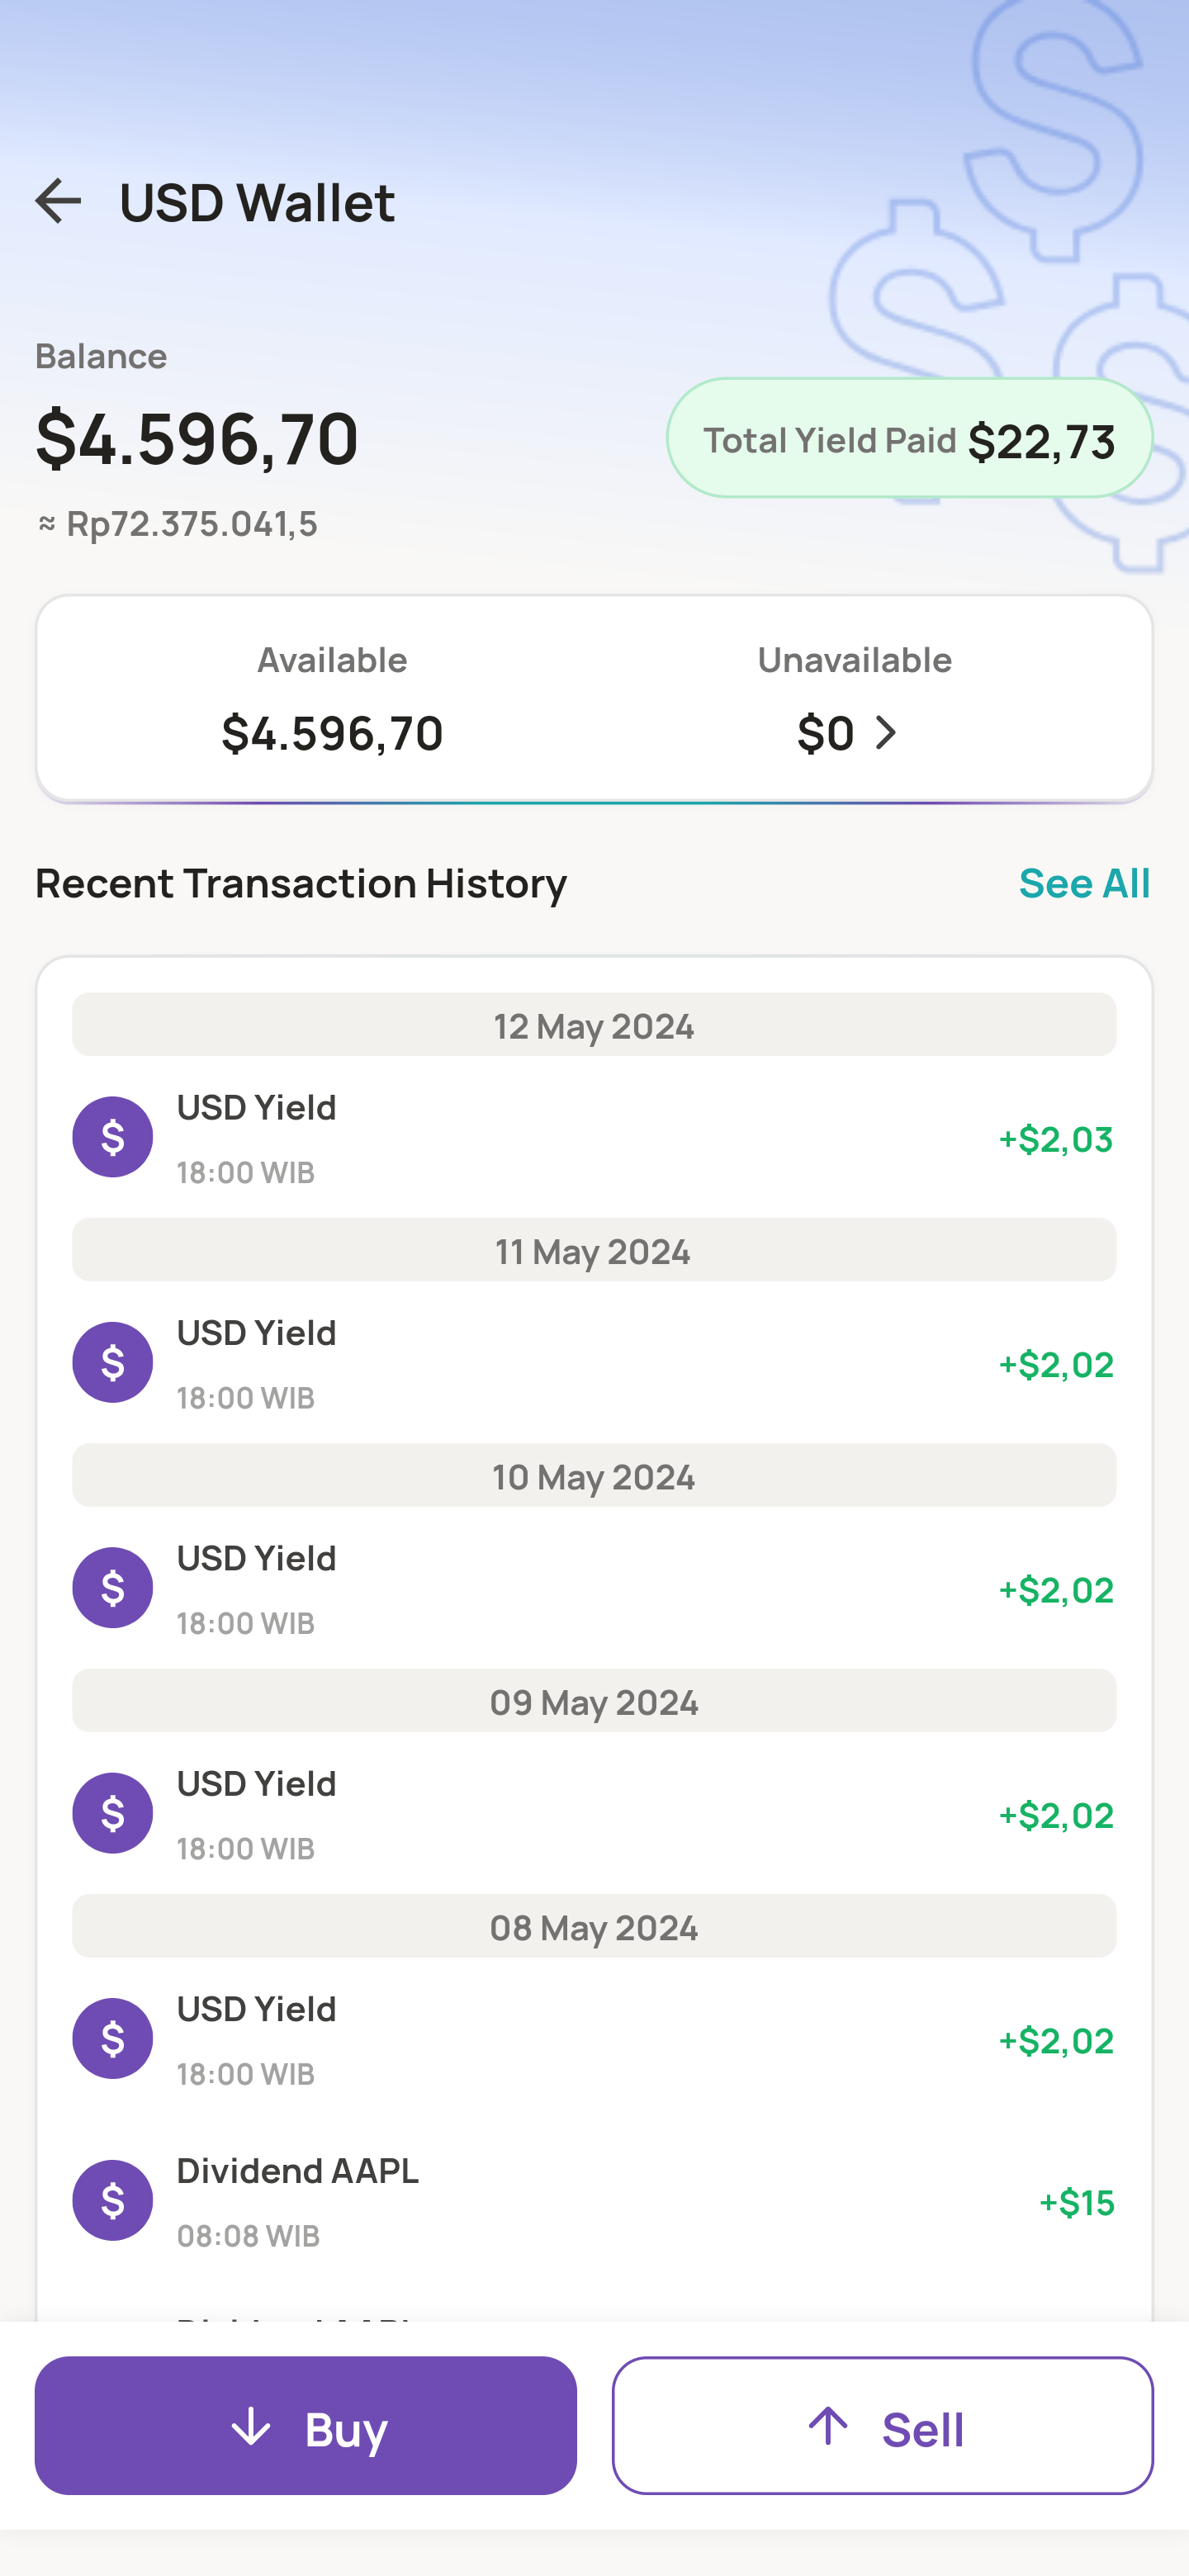 USD Wallet
Balance
$4.596,70
Total Yield Paid $22,73
≈ Rp72.375.041,5
Available
Unavailable
$4.596,70
$0
Recent Transaction History
See All
12 May 2024
USD Yield
+$2,03
18:00 WIB
11 May 2024
USD Yield
+$2,02
18:00 WIB
10 May 2024
USD Yield
+$2,02
18:00 WIB
09 May 2024
USD Yield
+$2,02
18:00 WIB
08 May 2024
USD Yield
+$2,02
18:00 WIB
Dividend AAPL
+$15
08:08 WIB
Buy
Sell